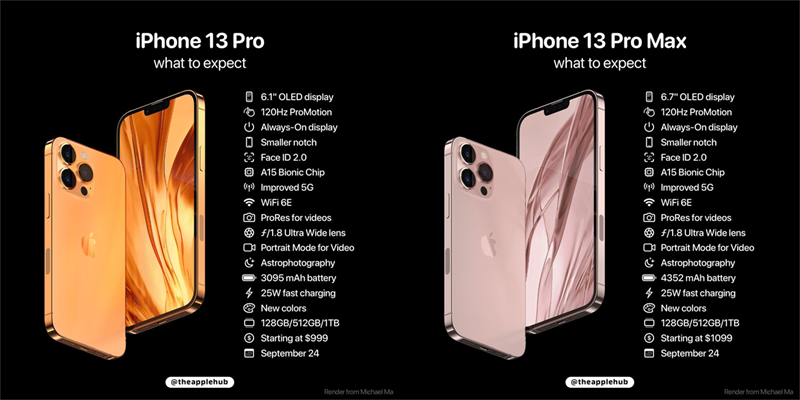 iPhone 13 Pro
what to expect
6.1" OLED display
120Hz ProMotion
Always-On display
Smaller notch
Face ID 2.0
A15 Bionic Chip
Improved 5G
WiFi 6E
ProRes for videos
ƒ/1.8 Ultra Wide lens
Portrait Mode for Video
Astrophotography
3095 mAh battery
25W fast charging
New colors
128GB/512GB/1TB
Starting at $999
September 24
@theapplehub
Render from Michael Ma
iPhone 13 Pro Max
what to expect
6.7" OLED display
120Hz ProMotion
Always-On display
Smaller notch
Face ID 2.0
A15 Bionic Chip
Improved 5G
WiFi 6E
ProRes for videos
ƒ/1.8 Ultra Wide lens
Portrait Mode for Video
Astrophotography
4352 mAh battery
25W fast charging
New colors
128GB/512GB/1TB
Starting at $1099
September 24
@theapplehub
Render from Michael Ma